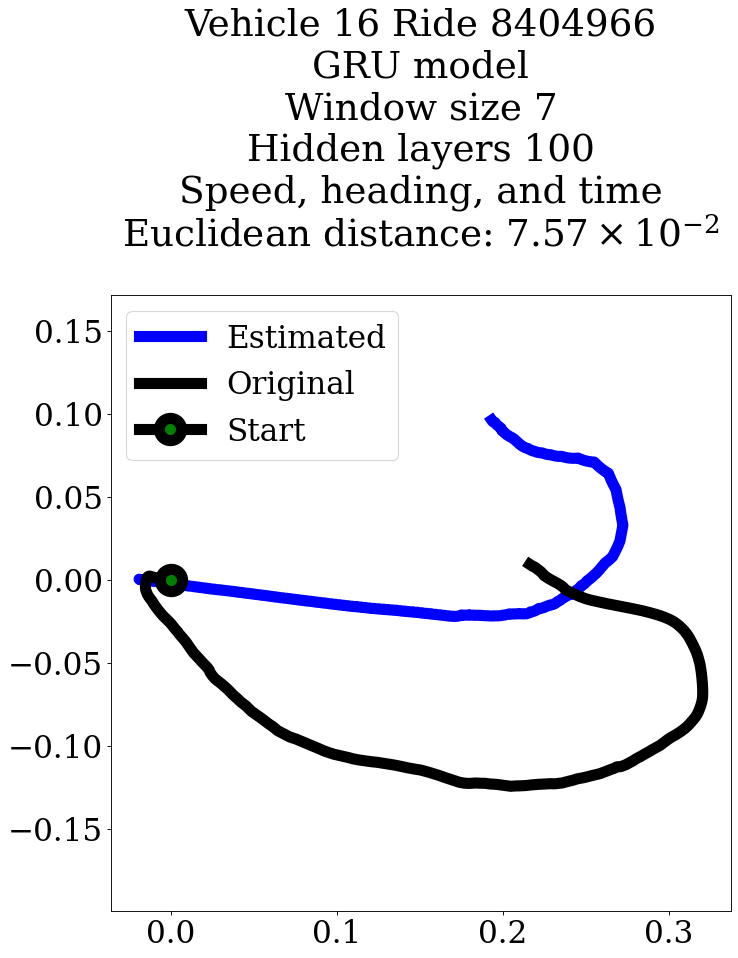 Vehicle 16 Ride 8404966
GRU model
Window size 7
Hidden layers 100
Speed, heading, and time
Euclidean distance: 7.57 × 10⁻²
Estimated
Original
Start
0.15
0.10
0.05
0.00
−0.05
−0.10
−0.15
0.0 0.1 0.2 0.3